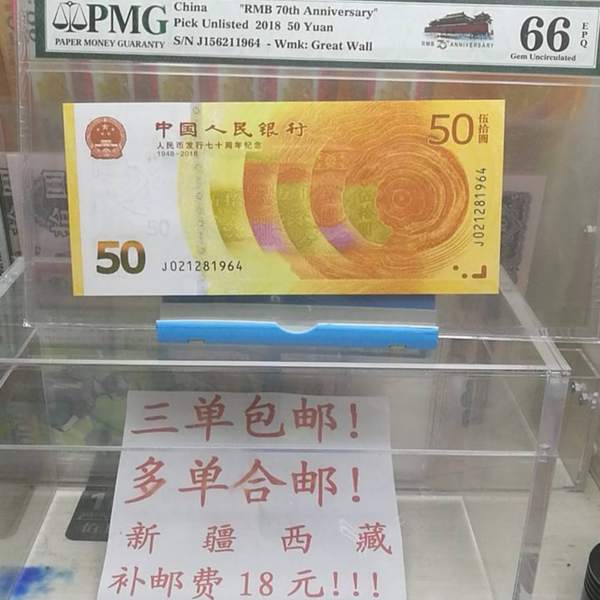 PMG
PAPER MONEY GUARANTY
China "RMB 70th Anniversary"
Pick Unlisted 2018 50 Yuan
S/N J156211964 - Wmk: Great Wall
66 EPQ
Gem Uncirculated
中国人民银行
人民币发行七十周年纪念
1948-2018
50 伍拾圆
J021281964
50
J021281964
三单包邮!
多单合邮!
新疆西藏
补邮费18元!!!